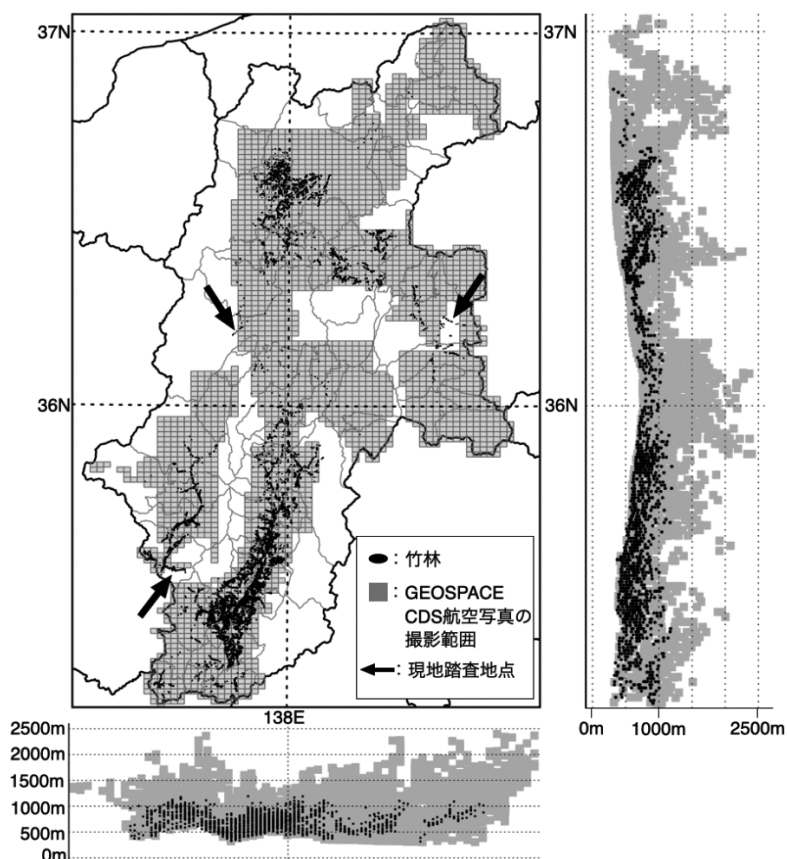 37N
37N
36N
36N
: 竹林
: GEOSPACE
CDS航空写真の
撮影範囲
: 現地踏査地点
138E
0m
1000m
2500m
2500m
2000m
1500m
1000m
500m
0m